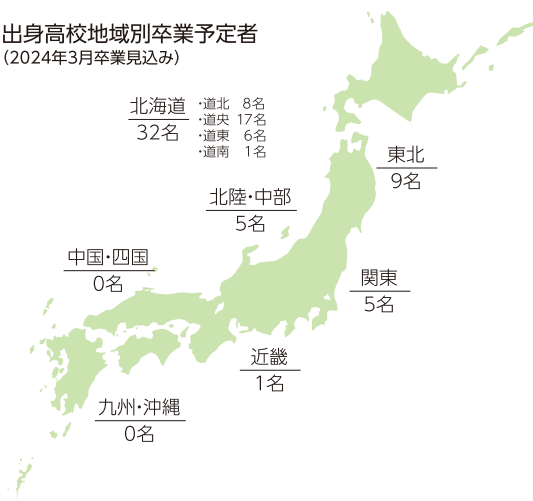 出身高校地域別卒業予定者
（2024年3月卒業見込み）
北海道
32名
・道北 8名
・道央 17名
・道東 6名
・道南 1名
東北
9名
北陸・中部
5名
中国・四国
0名
関東
5名
近畿
1名
九州・沖縄
0名